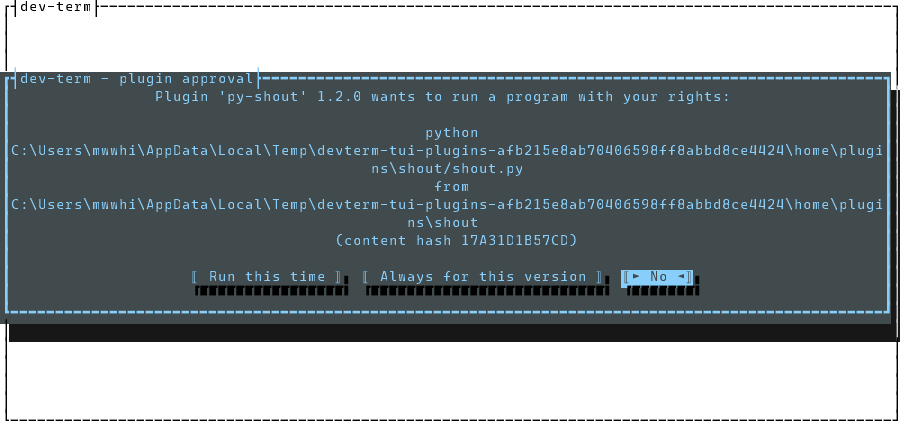 dev-term
dev-term - plugin approval
Plugin 'py-shout' 1.2.0 wants to run a program with your rights:
python
C:\Users\mwwhi\AppData\Local\Temp\devterm-tui-plugins-afb215e8ab70406598ff8abbd8ce4424\home\plugi
ns\shout/shout.py
from
C:\Users\mwwhi\AppData\Local\Temp\devterm-tui-plugins-afb215e8ab70406598ff8abbd8ce4424\home\plugi
ns\shout
(content hash 17A31D1B57CD)
⟦ Run this time ⟧ ⟦ Always for this version ⟧ ⟦► No ◄⟧